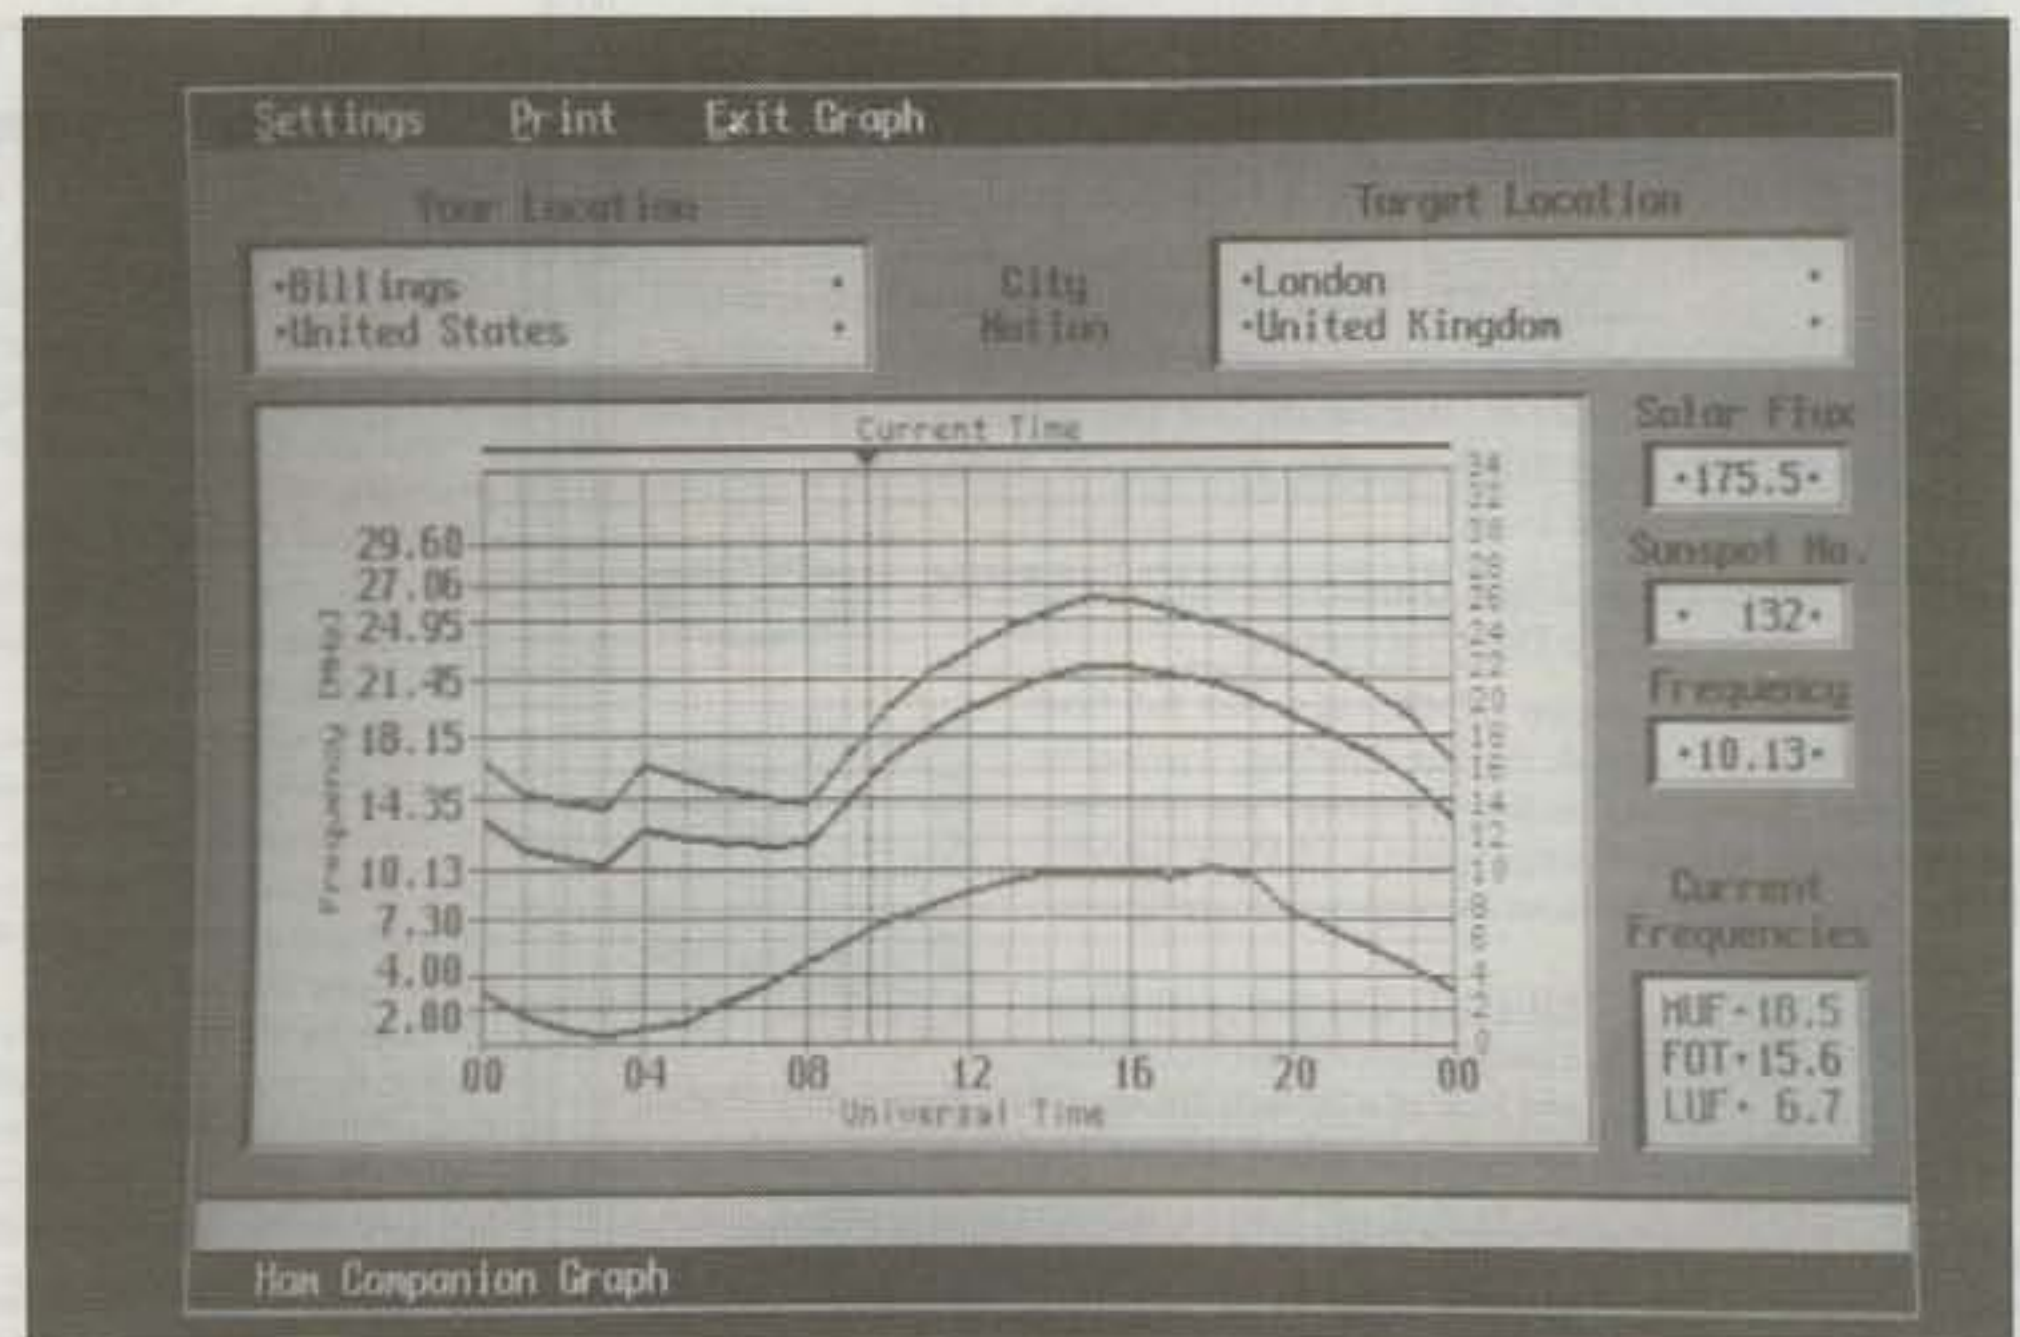 Settings Print Exit Graph
Your Location Target Location
•Billings • City •London •
•United States • Nation •United Kingdom •
Current Time
Solar Flux
•175.5•
Sunspot No.
• 132•
Frequency
•10.13•
Current
Frequencies
MUF•18.5
FOT•15.6
LUF• 6.7
Frequency [MHz]
29.60
27.06
24.95
21.45
18.15
14.35
10.13
7.30
4.00
2.00
00 04 08 12 16 20 00
Universal Time
Ham Companion Graph